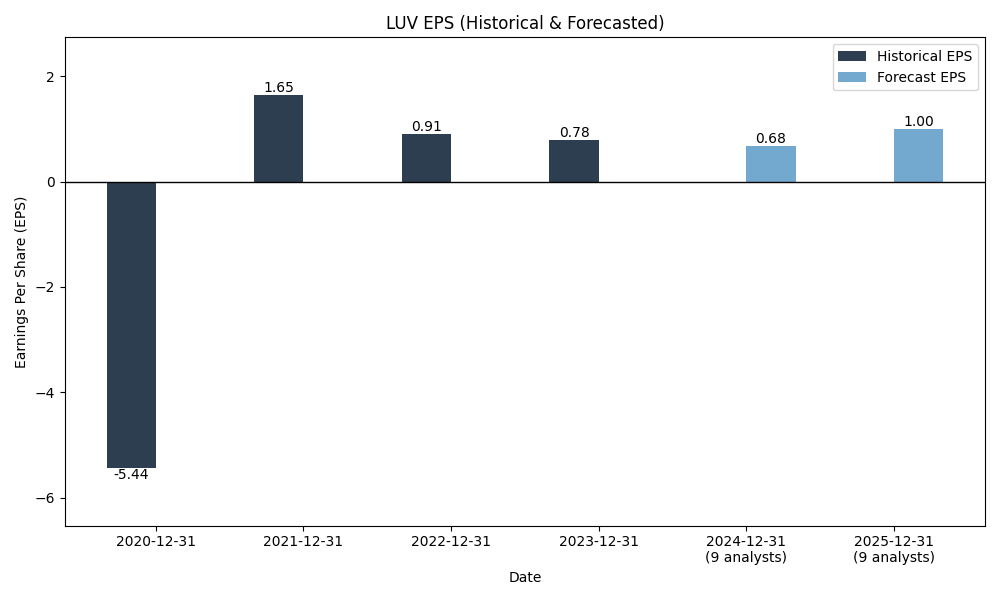 LUV EPS (Historical & Forecasted)
Historical EPS
Forecast EPS
Earnings Per Share (EPS)
2
0
−2
−4
−6
-5.44
1.65
0.91
0.78
0.68
1.00
2020-12-31
2021-12-31
2022-12-31
2023-12-31
2024-12-31
(9 analysts)
2025-12-31
(9 analysts)
Date